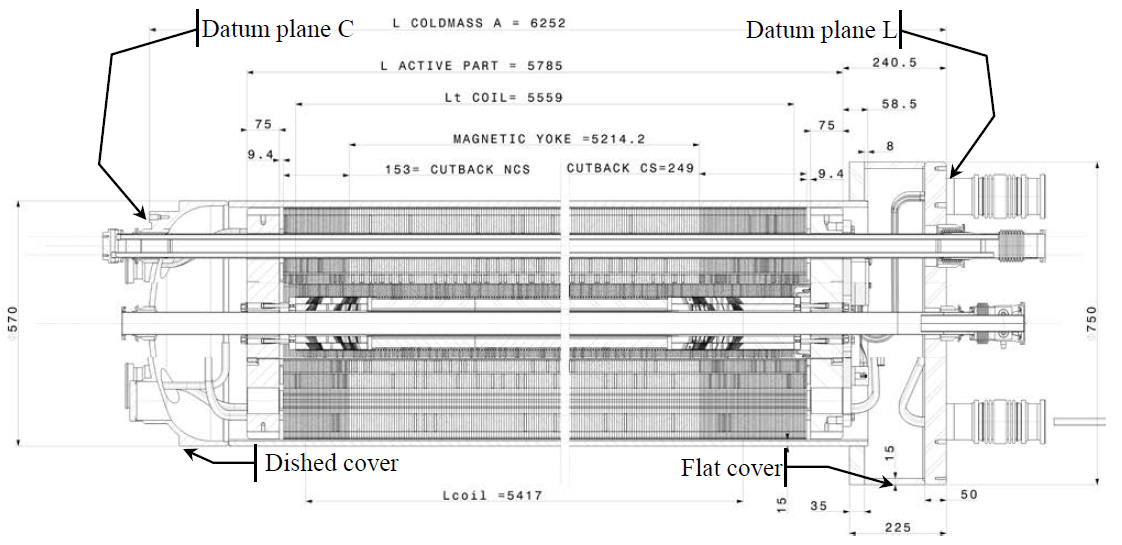 L COLDMASS A = 6252
Datum plane C
Datum plane L
240.5
L ACTIVE PART = 5785
58.5
Lt COIL= 5559
75
75
MAGNETIC YOKE =5214.2
8
9.4
153= CUTBACK NCS
CUTBACK CS=249
9.4
∅570
∅750
Dished cover
Flat cover
15
Lcoil =5417
15
35
50
225